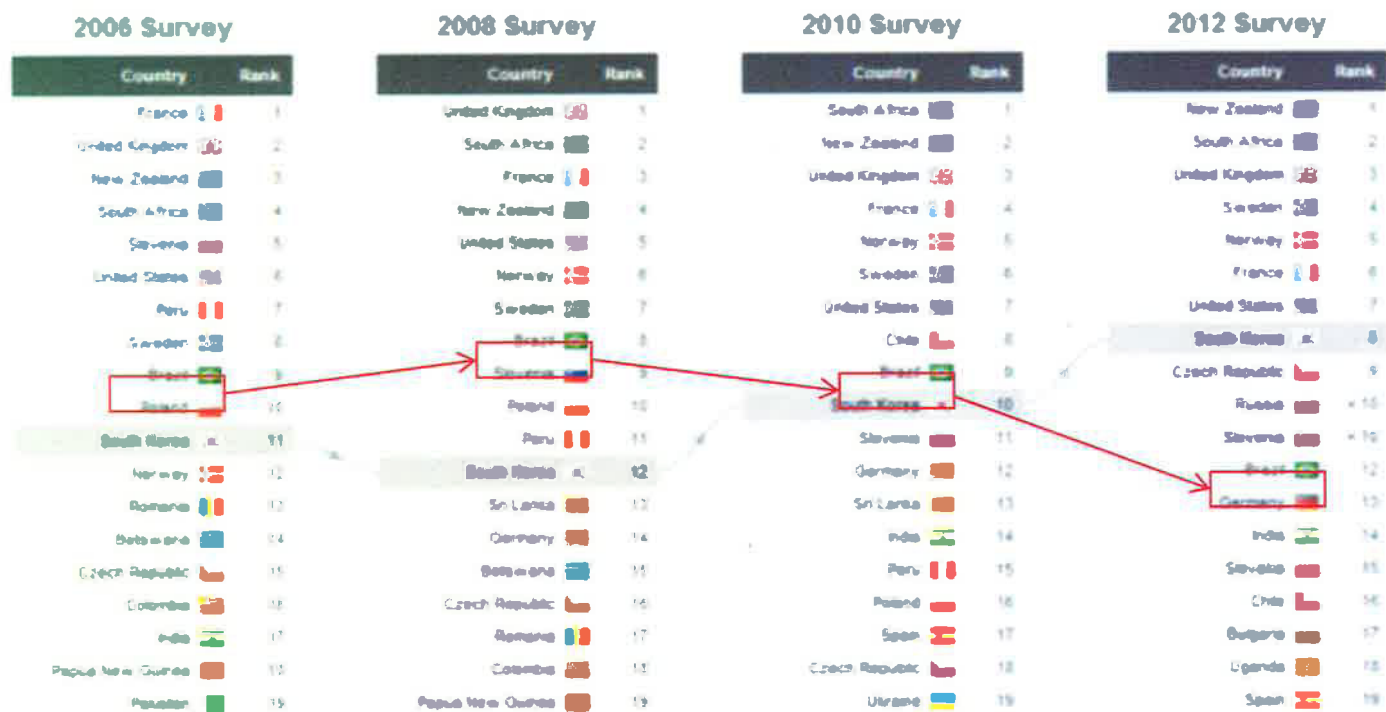 2006 Survey
Country Rank
France 1
United Kingdom 2
New Zealand 3
South Africa 4
Slovenia 5
United States 6
Peru 7
Sweden 8
Brazil 9
Poland 10
South Korea 11
Norway 12
Romania 13
Botswana 14
Czech Republic 15
Colombia 16
India 17
Papua New Guinea 18
Pakistan 19
2008 Survey
Country Rank
United Kingdom 1
South Africa 2
France 3
New Zealand 4
United States 5
Norway 6
Sweden 7
Brazil 8
Slovenia 9
Poland 10
Peru 11
South Korea 12
Sri Lanka 13
Germany 14
Botswana 15
Czech Republic 16
Romania 17
Colombia 18
Papua New Guinea 19
2010 Survey
Country Rank
South Africa 1
New Zealand 2
United Kingdom 3
France 4
Norway 5
Sweden 6
United States 7
Chile 8
Brazil 9
South Korea 10
Slovenia 11
Germany 12
Sri Lanka 13
India 14
Peru 15
Poland 16
Spain 17
Czech Republic 18
Ukraine 19
2012 Survey
Country Rank
New Zealand 1
South Africa 2
United Kingdom 3
Sweden 4
Norway 5
France 6
United States 7
South Korea 8
Czech Republic 9
Russia = 10
Slovenia = 10
Brazil 12
Germany 13
India 14
Slovakia 15
Chile 16
Bulgaria 17
Uganda 18
Spain 19